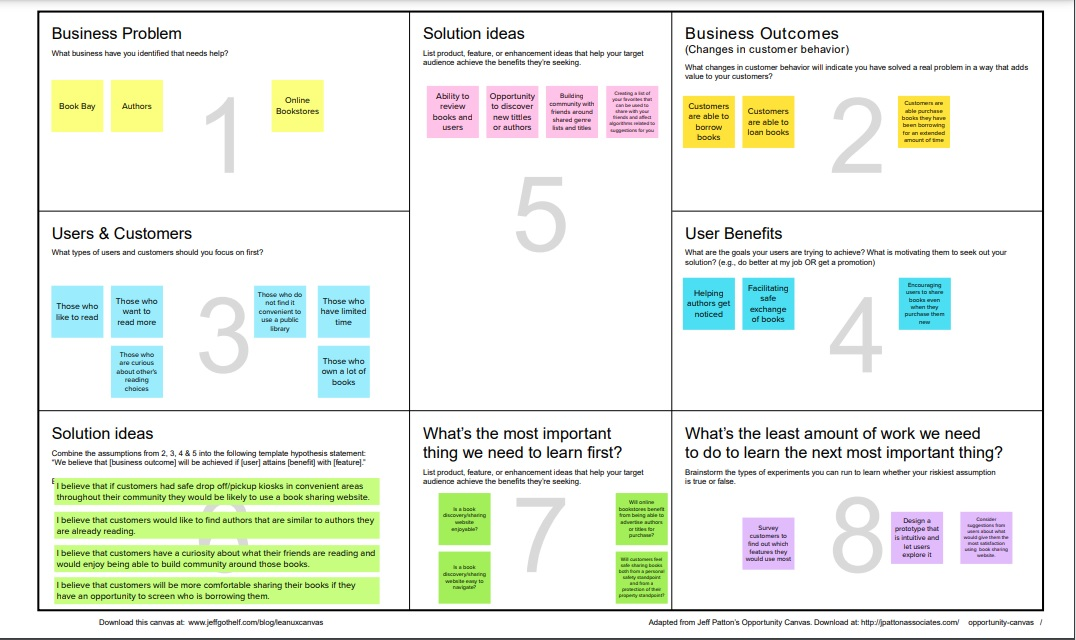 Business Problem
What business have you identified that needs help?
Book Bay
Authors
Online
Bookstores
1
Solution ideas
List product, feature, or enhancement ideas that help your target
audience achieve the benefits they're seeking.
Ability to
review
books and
users
Opportunity
to discover
new tittles
or authors
Building
community with
friends around
shared genre
lists and titles
Creating a list of
your favorites that
can be used to
share with your
friends and affect
algorithms related to
suggestions for you
5
Business Outcomes
(Changes in customer behavior)
What changes in customer behavior will indicate you have solved a real problem in a way that adds
value to your customers?
Customers
are able to
borrow
books
Customers
are able to
loan books
2
Customers are
able purchase
books they have
been borrowing
for an extended
amount of time
Users & Customers
What types of users and customers should you focus on first?
Those who
like to read
Those who
want to
read more
Those who
are curious
about other's
reading
choices
3
Those who do
not find it
convenient to
use a public
library
Those who
have limited
time
Those who
own a lot of
books
User Benefits
What are the goals your users are trying to achieve? What is motivating them to seek out your
solution? (e.g., do better at my job OR get a promotion)
Helping
authors get
noticed
Facilitating
safe
exchange
of books
4
Encouraging
users to share
books even
when they
purchase them
new
Solution ideas
Combine the assumptions from 2, 3, 4 & 5 into the following template hypothesis statement:
"We believe that [business outcome] will be achieved if [user] attains [benefit] with [feature]."
I believe that if customers had safe drop off/pickup kiosks in convenient areas
throughout their community they would be likely to use a book sharing website.
I believe that customers would like to find authors that are similar to authors they
are already reading.
I believe that customers have a curiosity about what their friends are reading and
would enjoy being able to build community around those books.
I believe that customers will be more comfortable sharing their books if they
have an opportunity to screen who is borrowing them.
What's the most important
thing we need to learn first?
List product, feature, or enhancement ideas that help your target
audience achieve the benefits they're seeking.
Is a book
discovery/sharing
website
enjoyable?
Is a book
discovery/sharing
website easy to
navigate?
7
Will online
bookstores benefit
from being able to
advertise authors
or titles for
purchase?
Will customers feel
safe sharing books
both from a personal
safety standpoint
and from a
protection of their
property standpoint?
What's the least amount of work we need
to do to learn the next most important thing?
Brainstorm the types of experiments you can run to learn whether your riskiest assumption
is true or false.
Survey
customers to
find out which
features they
would use most
8
Design a
prototype that
is intuitive and
let users
explore it
Consider
suggestions from
users about what
would give them the
most satisfaction
using book sharing
website.
Download this canvas at: www.jeffgothelf.com/blog/leanuxcanvas
Adapted from Jeff Patton's Opportunity Canvas. Download at: http://jpattonassociates.com/ opportunity-canvas /